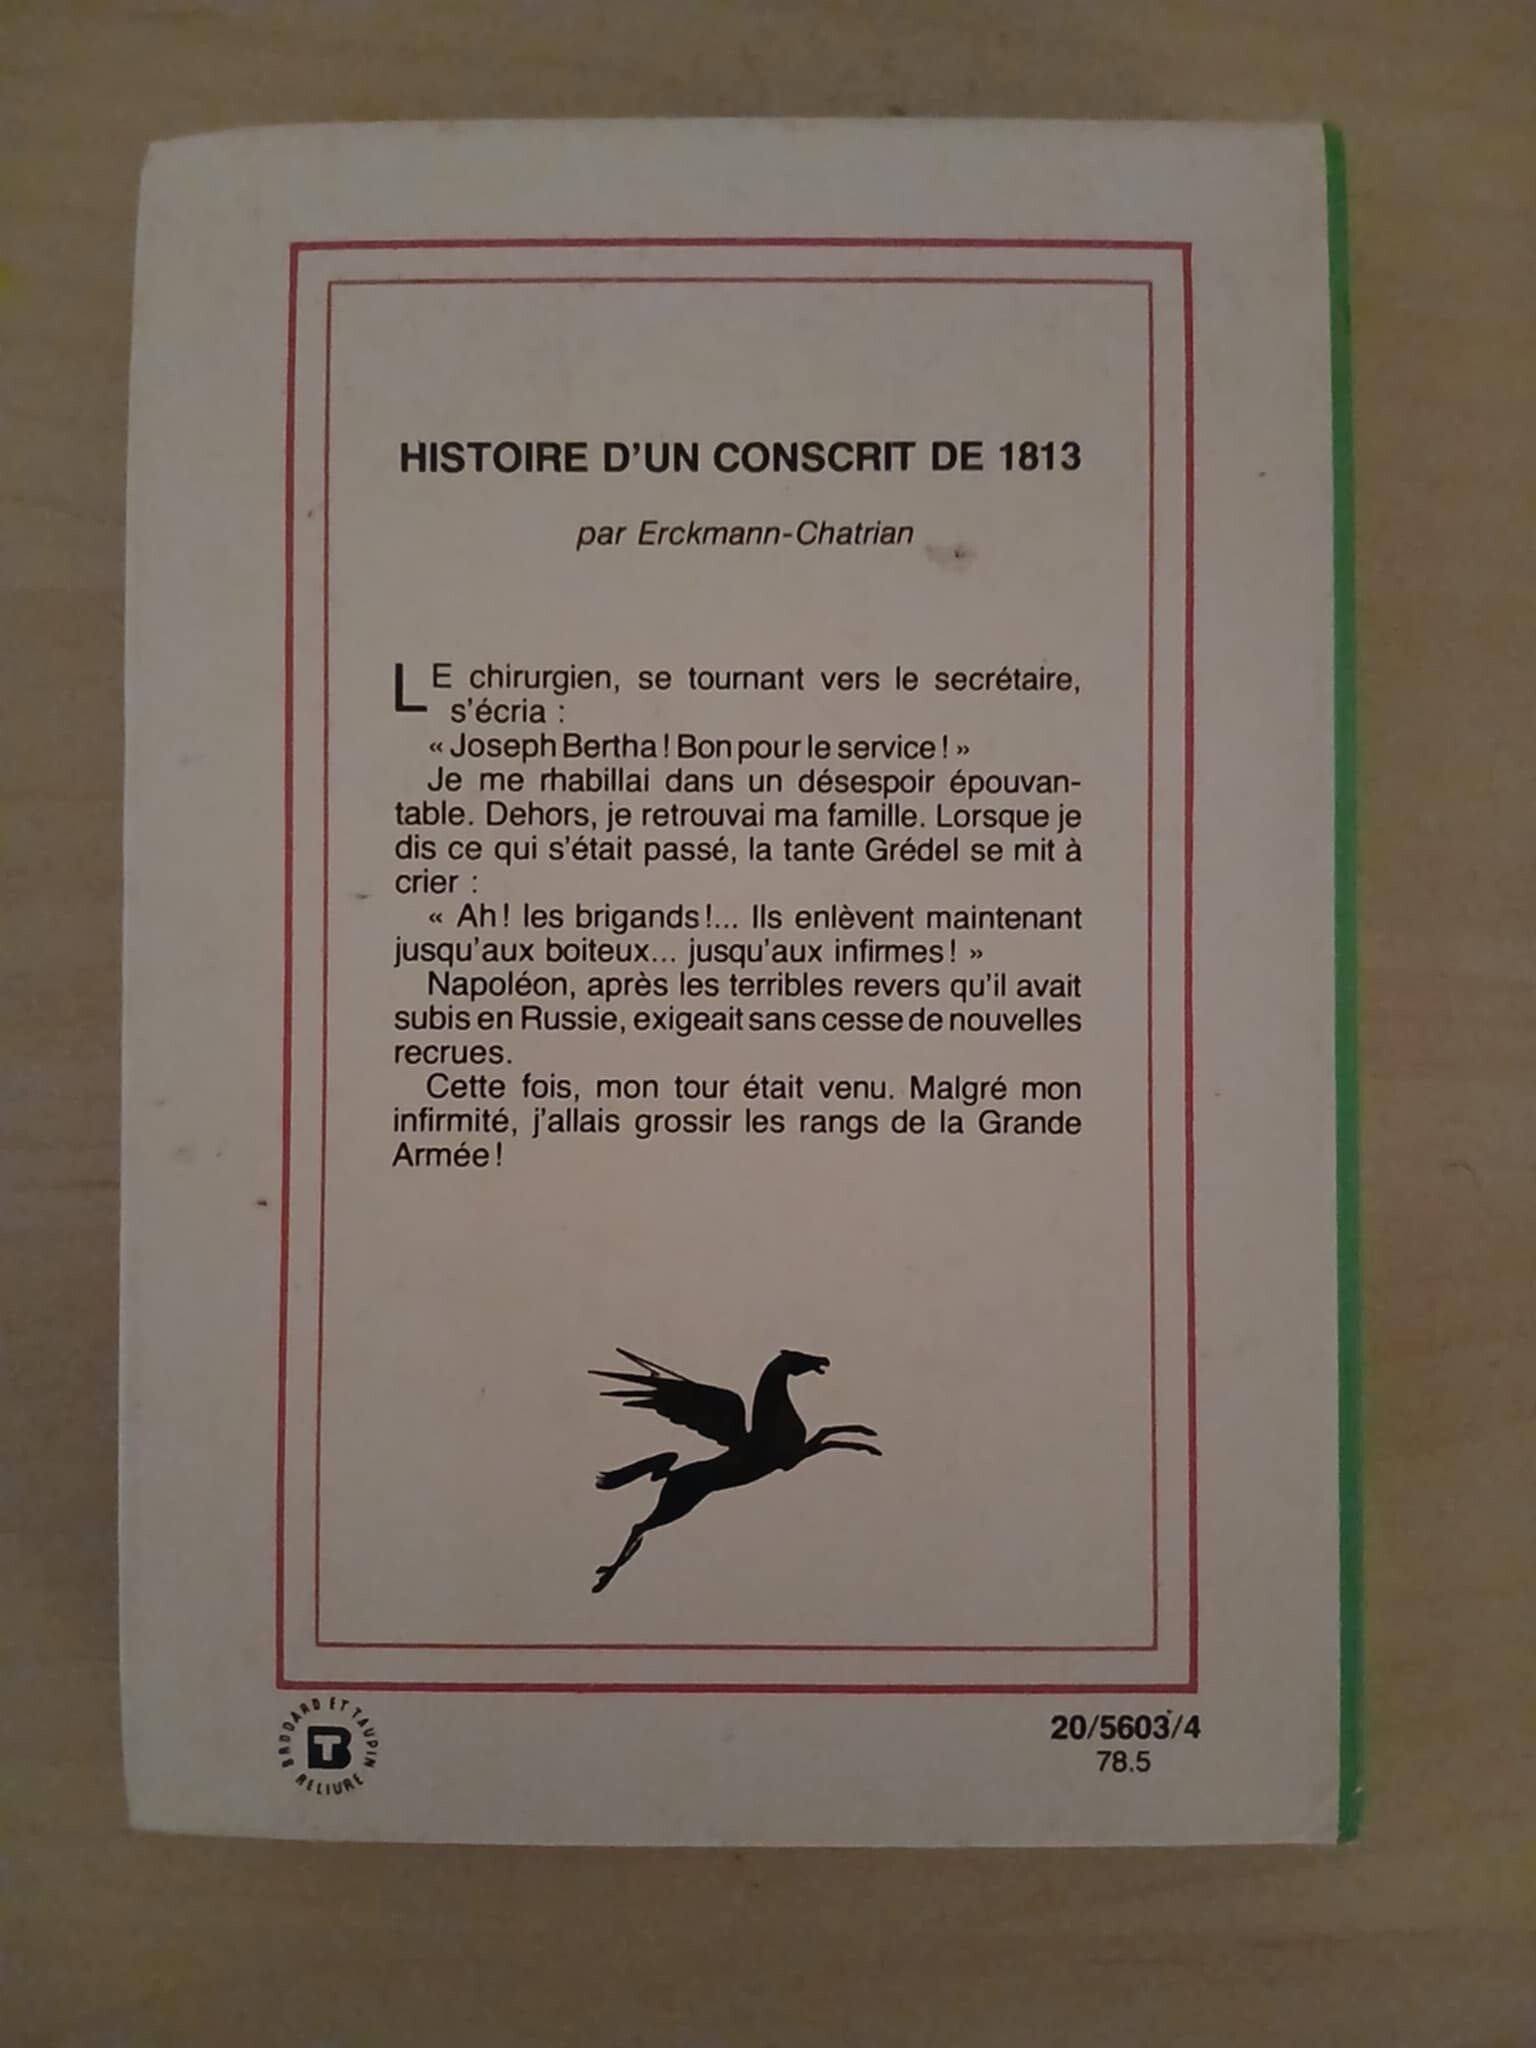 HISTOIRE D'UN CONSCRIT DE 1813
par Erckmann-Chatrian
LE chirurgien, se tournant vers le secrétaire,
s'écria :
« Joseph Bertha ! Bon pour le service ! »
Je me rhabillai dans un désespoir épouvan-
table. Dehors, je retrouvai ma famille. Lorsque je
dis ce qui s'était passé, la tante Grédel se mit à
crier :
« Ah ! les brigands !... Ils enlèvent maintenant
jusqu'aux boiteux... jusqu'aux infirmes ! »
Napoléon, après les terribles revers qu'il avait
subis en Russie, exigeait sans cesse de nouvelles
recrues.
Cette fois, mon tour était venu. Malgré mon
infirmité, j'allais grossir les rangs de la Grande
Armée !
BRODARD ET TAUPIN
BT
RELIURE
20/5603/4
78.5